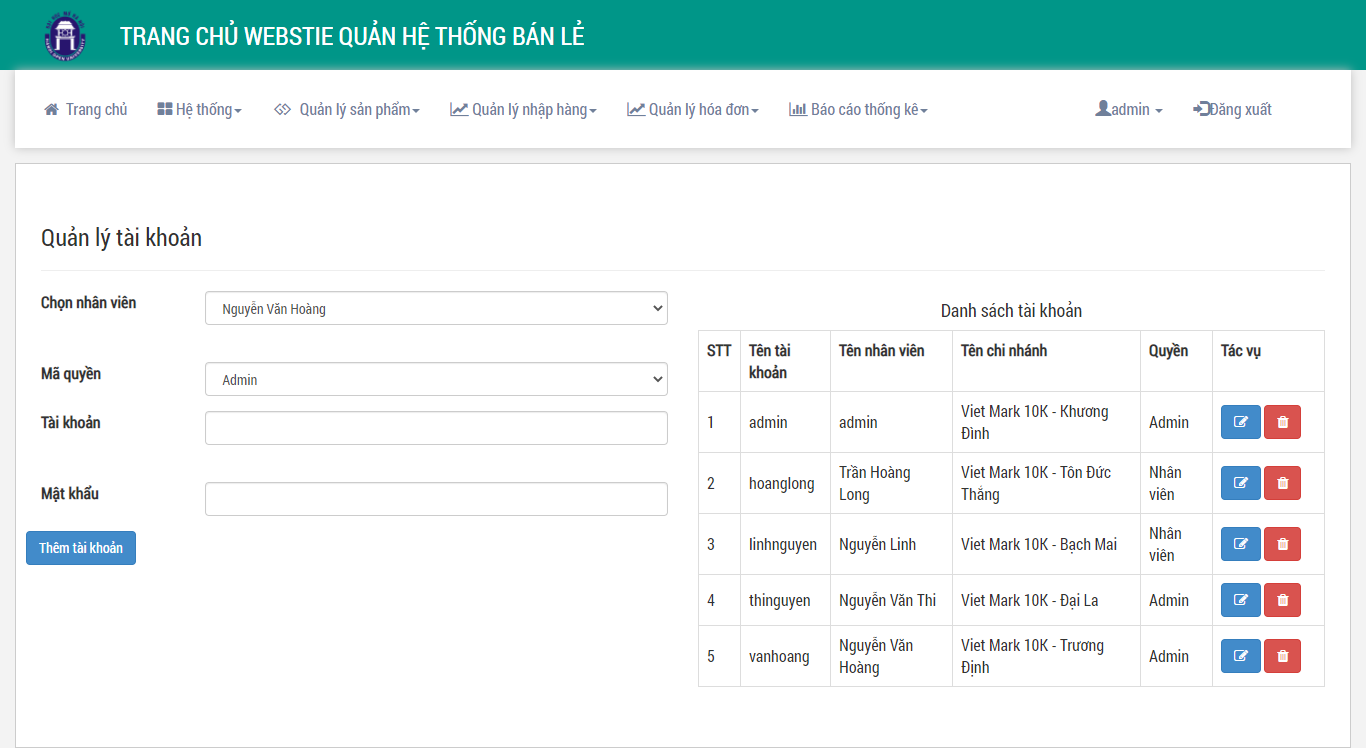 TRANG CHỦ WEBSTIE QUẢN HỆ THỐNG BÁN LẺ
Trang chủ Hệ thống Quản lý sản phẩm Quản lý nhập hàng Quản lý hóa đơn Báo cáo thống kê admin Đăng xuất
Quản lý tài khoản
Chọn nhân viên Nguyễn Văn Hoàng
Mã quyền Admin
Tài khoản
Mật khẩu
Thêm tài khoản
Danh sách tài khoản
STT Tên tài khoản Tên nhân viên Tên chi nhánh Quyền Tác vụ
1 admin admin Viet Mark 10K - Khương Đình Admin
2 hoanglong Trần Hoàng Long Viet Mark 10K - Tôn Đức Thắng Nhân viên
3 linhnguyen Nguyễn Linh Viet Mark 10K - Bạch Mai Nhân viên
4 thinguyen Nguyễn Văn Thi Viet Mark 10K - Đại La Admin
5 vanhoang Nguyễn Văn Hoàng Viet Mark 10K - Trương Định Admin